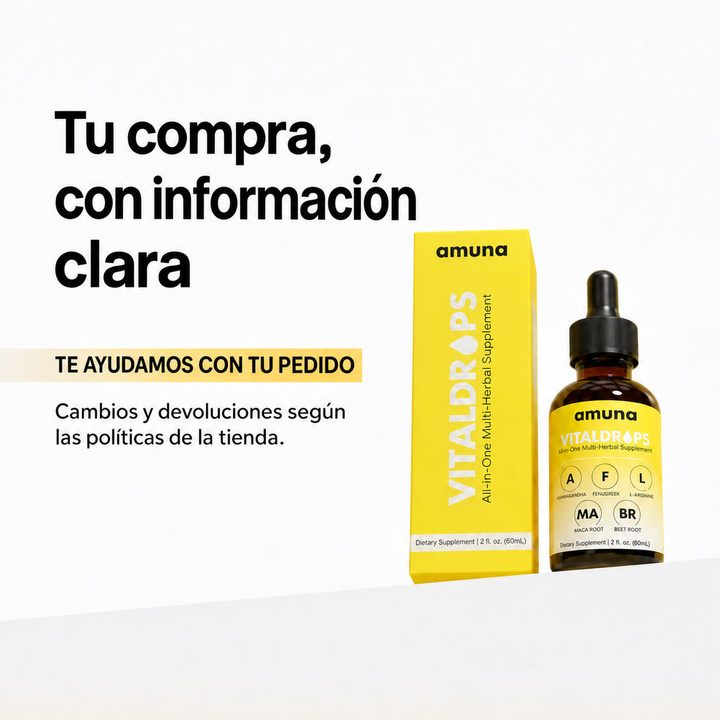 Tu compra,
con información
clara
TE AYUDAMOS CON TU PEDIDO
Cambios y devoluciones según
las políticas de la tienda.
amuna
VITALDROPS
All-in-One Multi-Herbal Supplement
Dietary Supplement | 2 fl. oz. (60mL)
amuna
VITALDROPS
All-in-One Multi-Herbal Supplement
A F L
ASHWAGANDHA FENUGREEK L-ARGININE
MA BR
MACA ROOT BEET ROOT
Dietary Supplement | 2 fl. oz. (60mL)